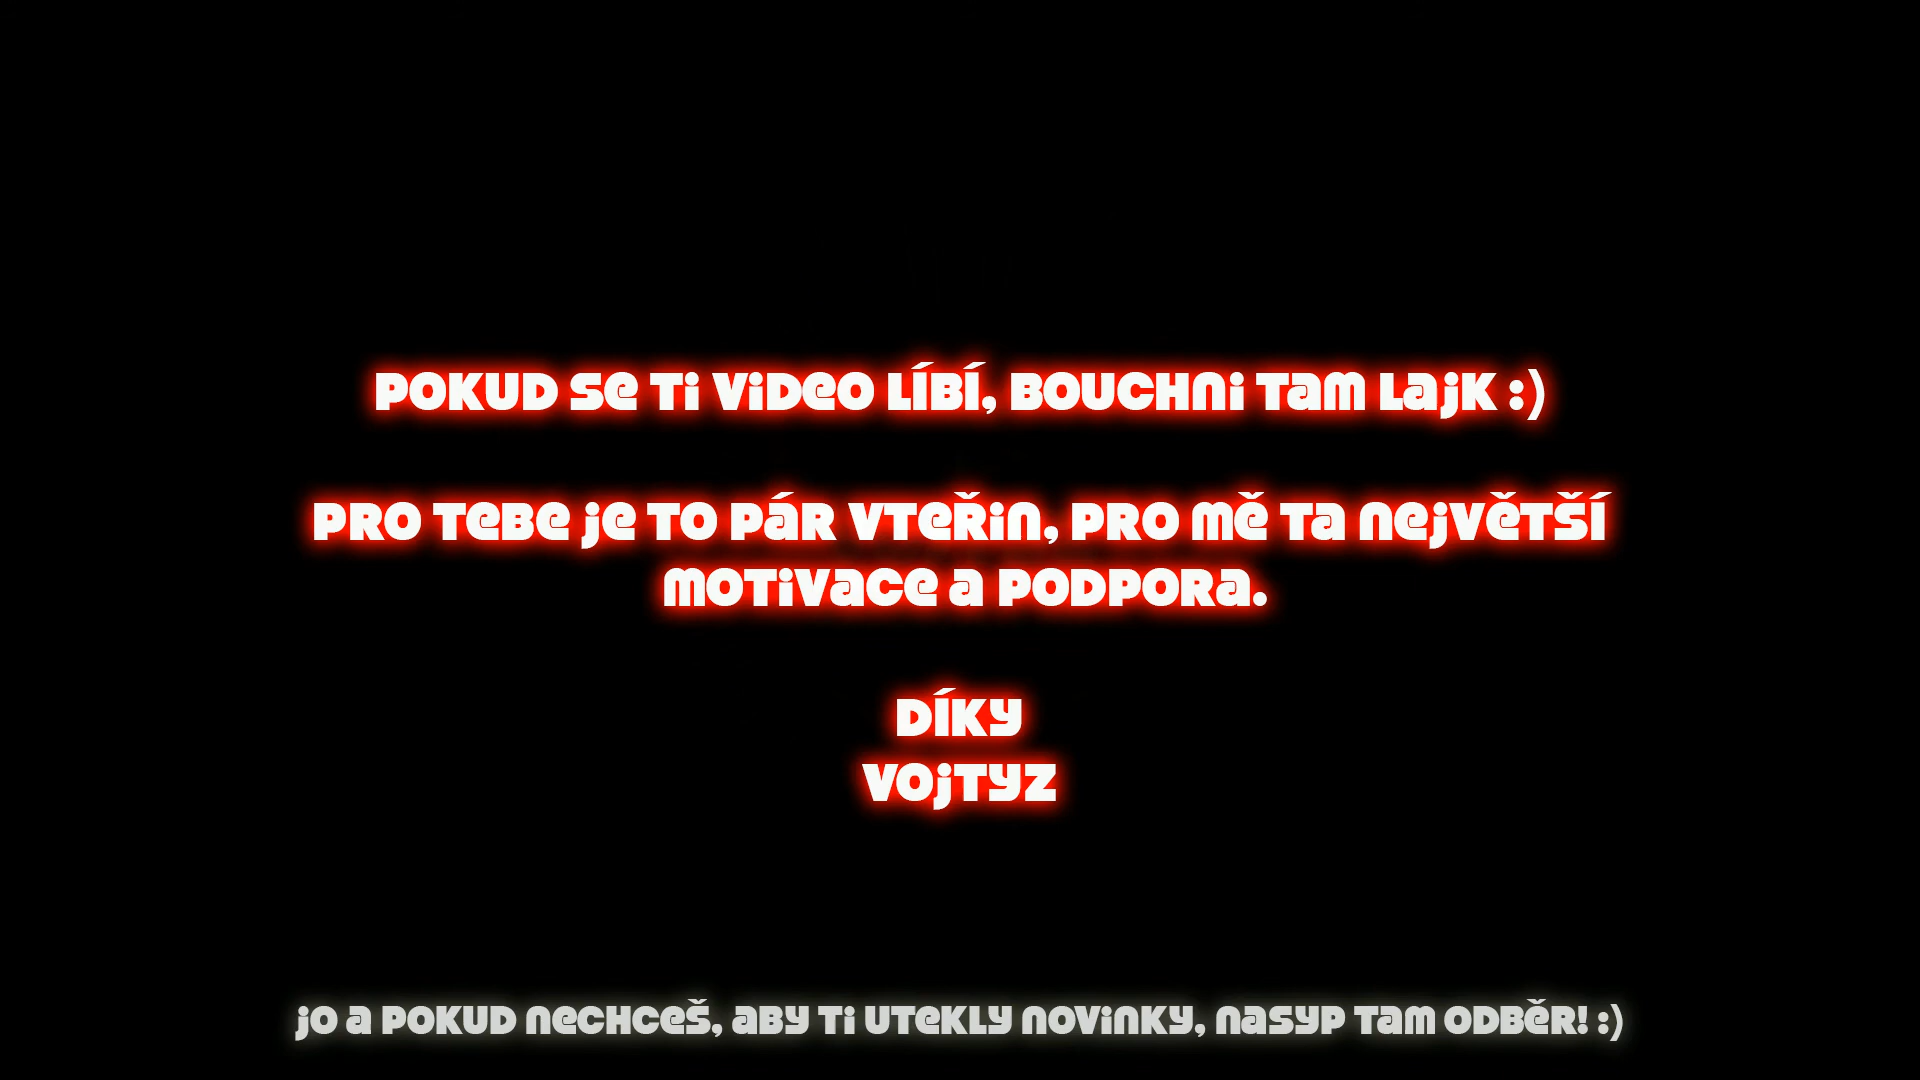 Pokud se ti video líbí, bouchni tam lajk :)
Pro tebe je to pár vteřin, pro mě ta největší
motivace a podpora.
Díky
Vojtyz
Jo a pokud nechceš, aby ti utekly novinky, nasyp tam odběr! :)